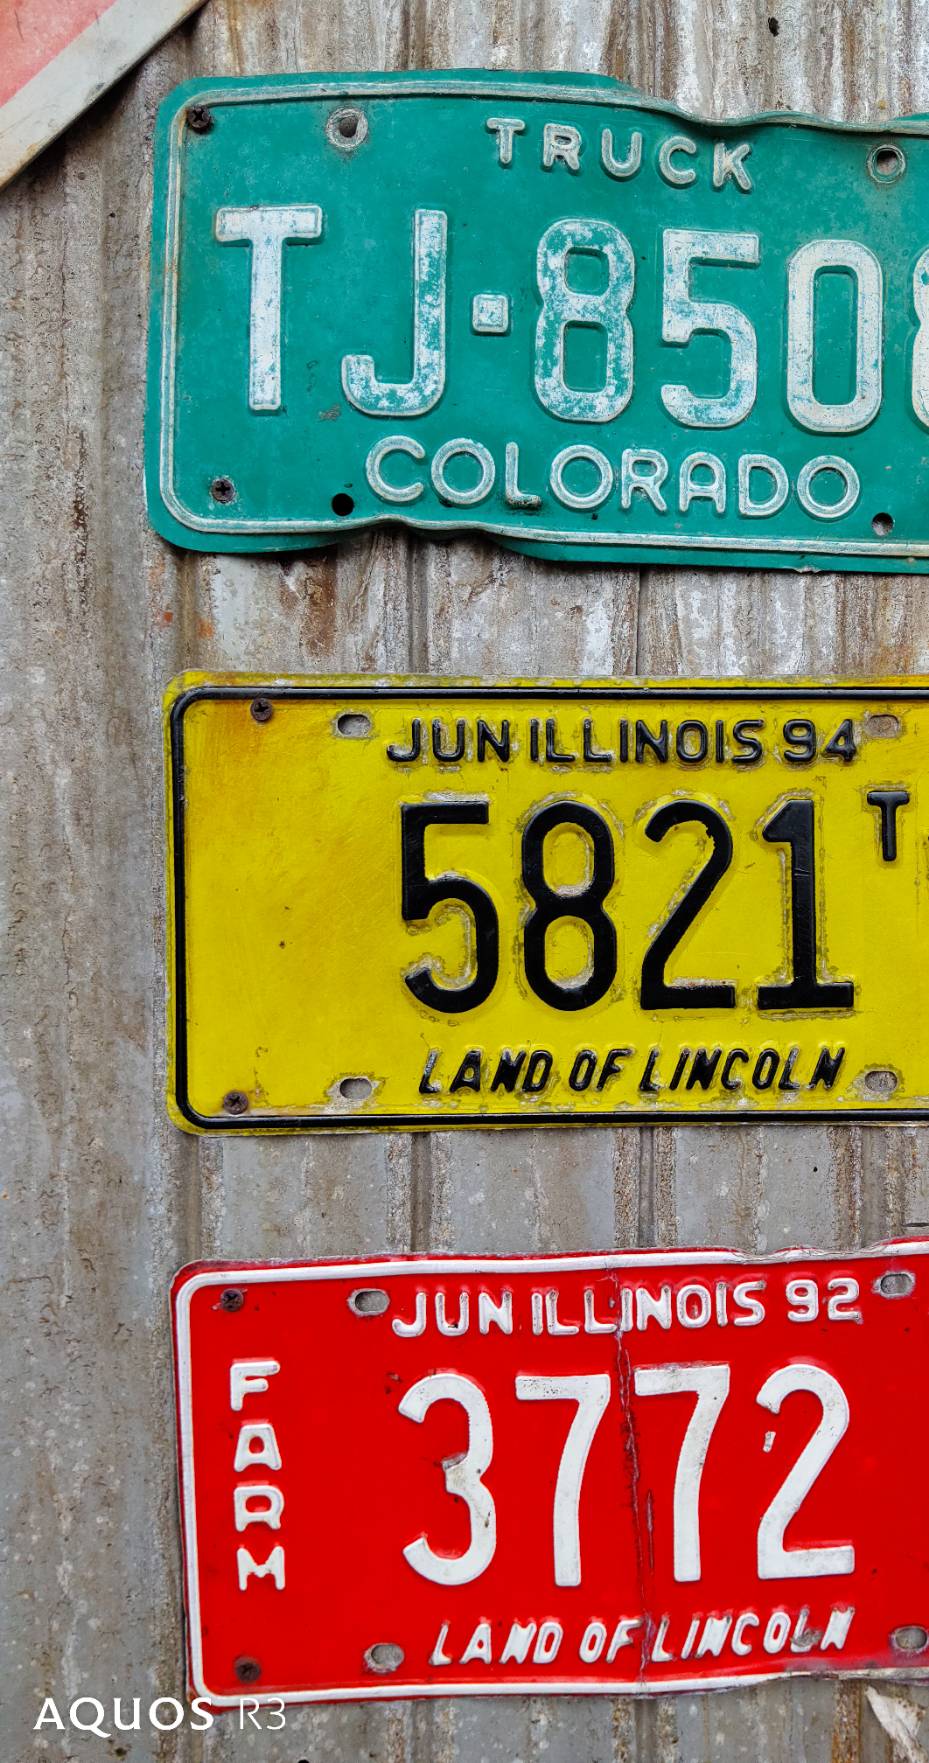 TRUCK
TJ·8508
COLORADO
JUN ILLINOIS 94
5821 T
LAND OF LINCOLN
JUN ILLINOIS 92
FARM
3772
LAND OF LINCOLN
AQUOS R3